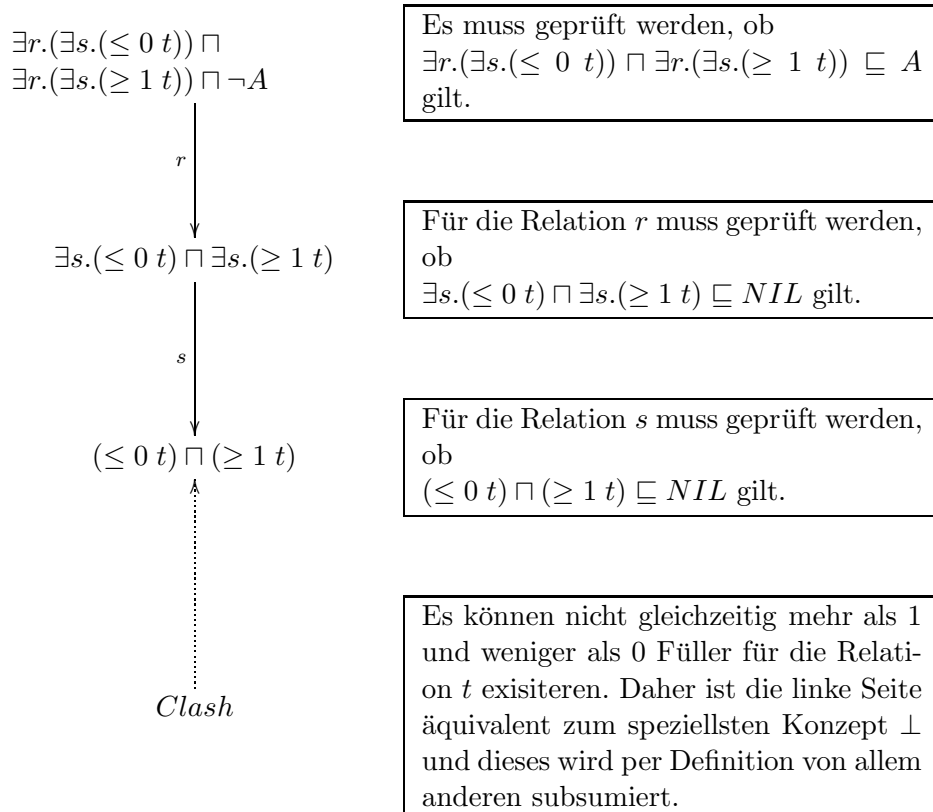 ∃r.(∃s.(≤ 0 t)) ⊓
∃r.(∃s.(≥ 1 t)) ⊓ ¬A
Es muss geprüft werden, ob
∃r.(∃s.(≤ 0 t)) ⊓ ∃r.(∃s.(≥ 1 t)) ⊑ A
gilt.
r
∃s.(≤ 0 t) ⊓ ∃s.(≥ 1 t)
Für die Relation r muss geprüft werden,
ob
∃s.(≤ 0 t) ⊓ ∃s.(≥ 1 t) ⊑ NIL gilt.
s
(≤ 0 t) ⊓ (≥ 1 t)
Für die Relation s muss geprüft werden,
ob
(≤ 0 t) ⊓ (≥ 1 t) ⊑ NIL gilt.
Clash
Es können nicht gleichzeitig mehr als 1
und weniger als 0 Füller für die Relati-
on t exisiteren. Daher ist die linke Seite
äquivalent zum speziellsten Konzept ⊥
und dieses wird per Definition von allem
anderen subsumiert.